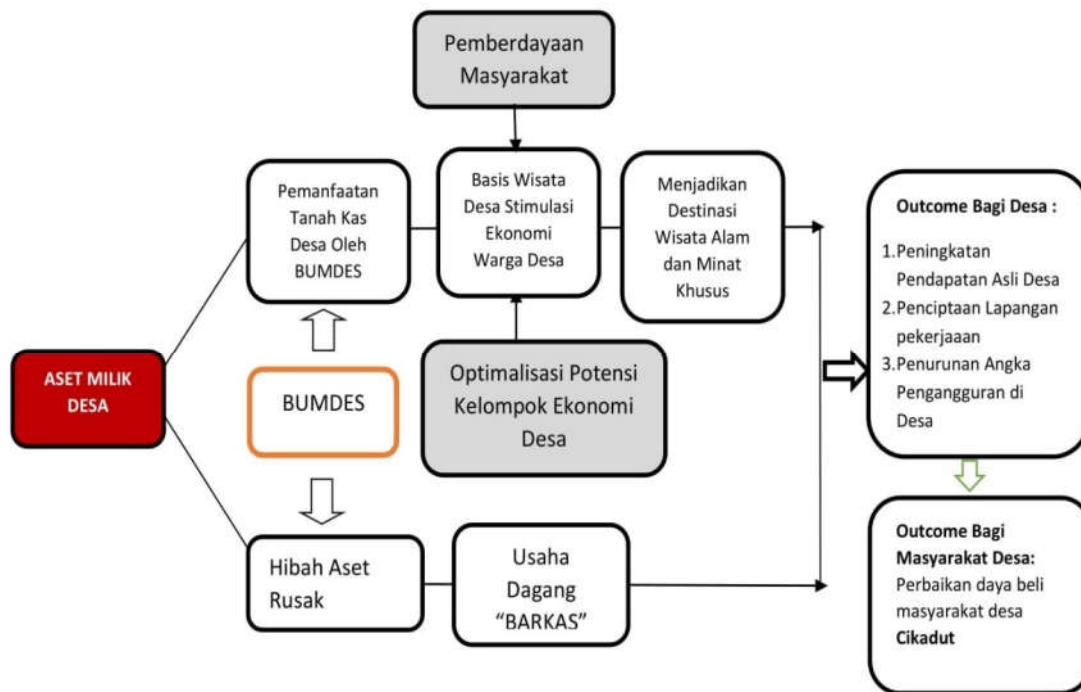 Pemberdayaan
Masyarakat
Pemanfaatan
Tanah Kas
Desa Oleh
BUMDES
Basis Wisata
Desa Stimulasi
Ekonomi
Warga Desa
Menjadikan
Destinasi
Wisata Alam
dan Minat
Khusus
Outcome Bagi Desa :
1.Peningkatan
Pendapatan Asli Desa
2.Penciptaan Lapangan
pekerjaaan
3.Penurunan Angka
Pengangguran di
Desa
ASET MILIK
DESA
BUMDES
Optimalisasi Potensi
Kelompok Ekonomi
Desa
Hibah Aset
Rusak
Usaha
Dagang
“BARKAS”
Outcome Bagi
Masyarakat Desa:
Perbaikan daya beli
masyarakat desa
Cikadut